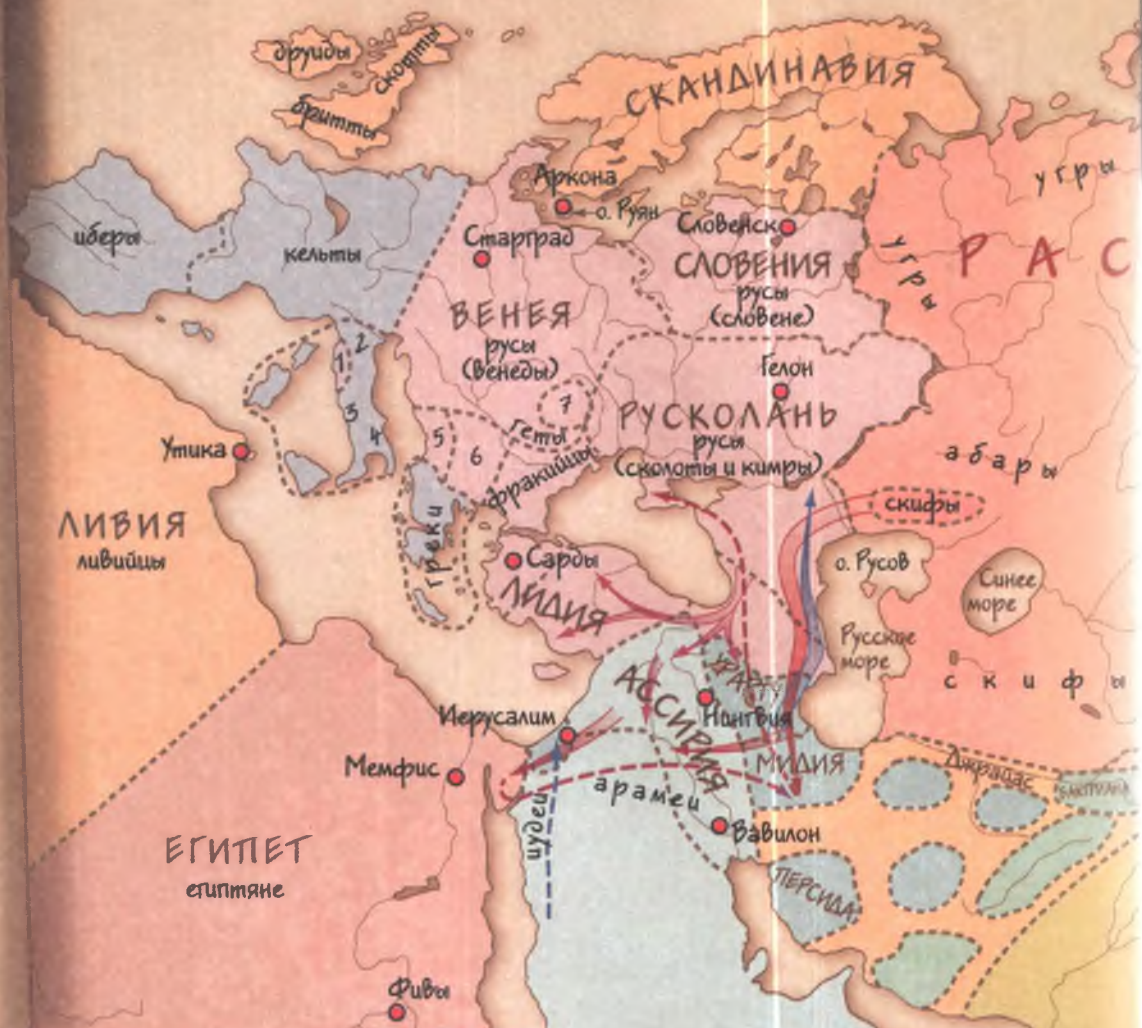 друиды
скотты
бритты
СКАНДИНАВИЯ
угры
Аркона
о. Руян
иберы
кельты
Старград
Словенск
СЛОВЕНИЯ
русы
(словене)
угры
РАС
ВЕНЕЯ
русы
(венеды)
1
2
3
4
5
6
7
Гелон
РУСКОЛАНЬ
русы
(сколоты и кимры)
геты
фракийцы
Утика
абары
скифы
ЛИВИЯ
ливийцы
греки
Сарды
ЛИДИЯ
о. Русов
Синее
море
Русское
море
скифы
УРАРТУ
АССИРИЯ
Ниневия
Иерусалим
МИДИЯ
Мемфис
арамеи
иудеи
Вавилон
ЕГИПЕТ
египтяне
ПЕРСИДА
Фивы